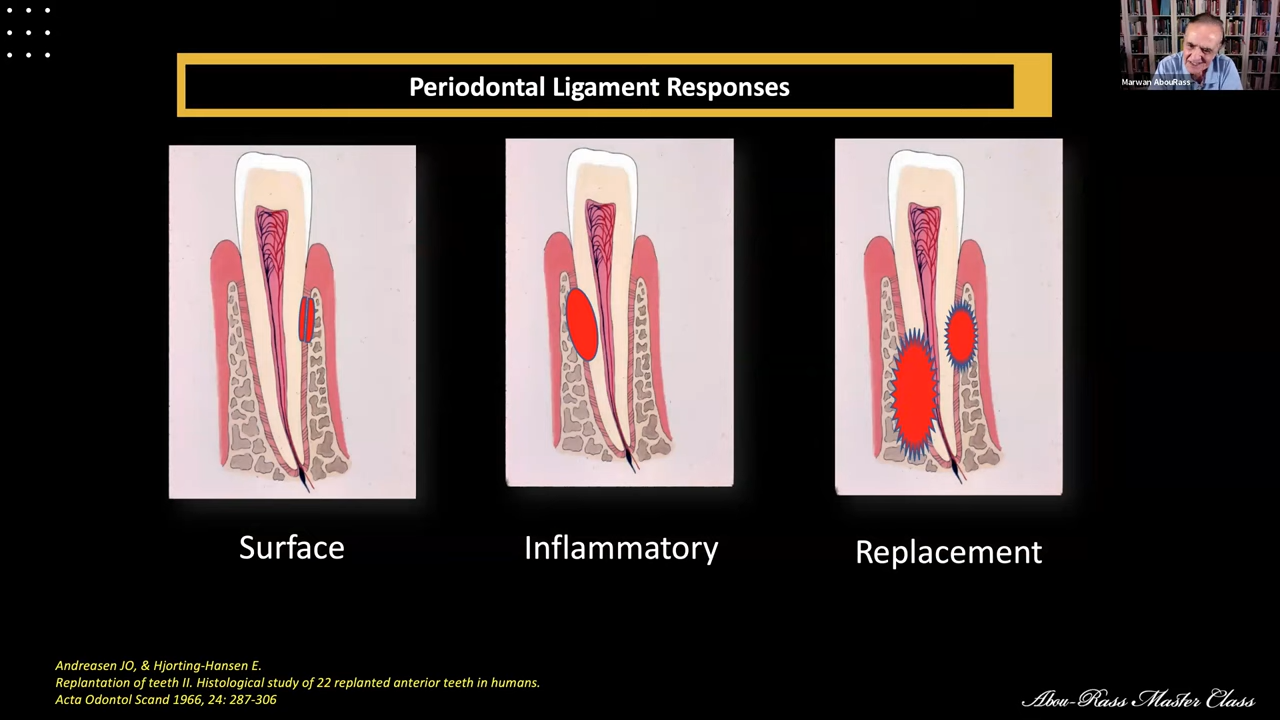 Marwan AbouRass
Periodontal Ligament Responses
Surface
Inflammatory
Replacement
Andreasen JO, & Hjorting-Hansen E.
Replantation of teeth II. Histological study of 22 replanted anterior teeth in humans.
Acta Odontol Scand 1966, 24: 287-306
Abou-Rass Master Class